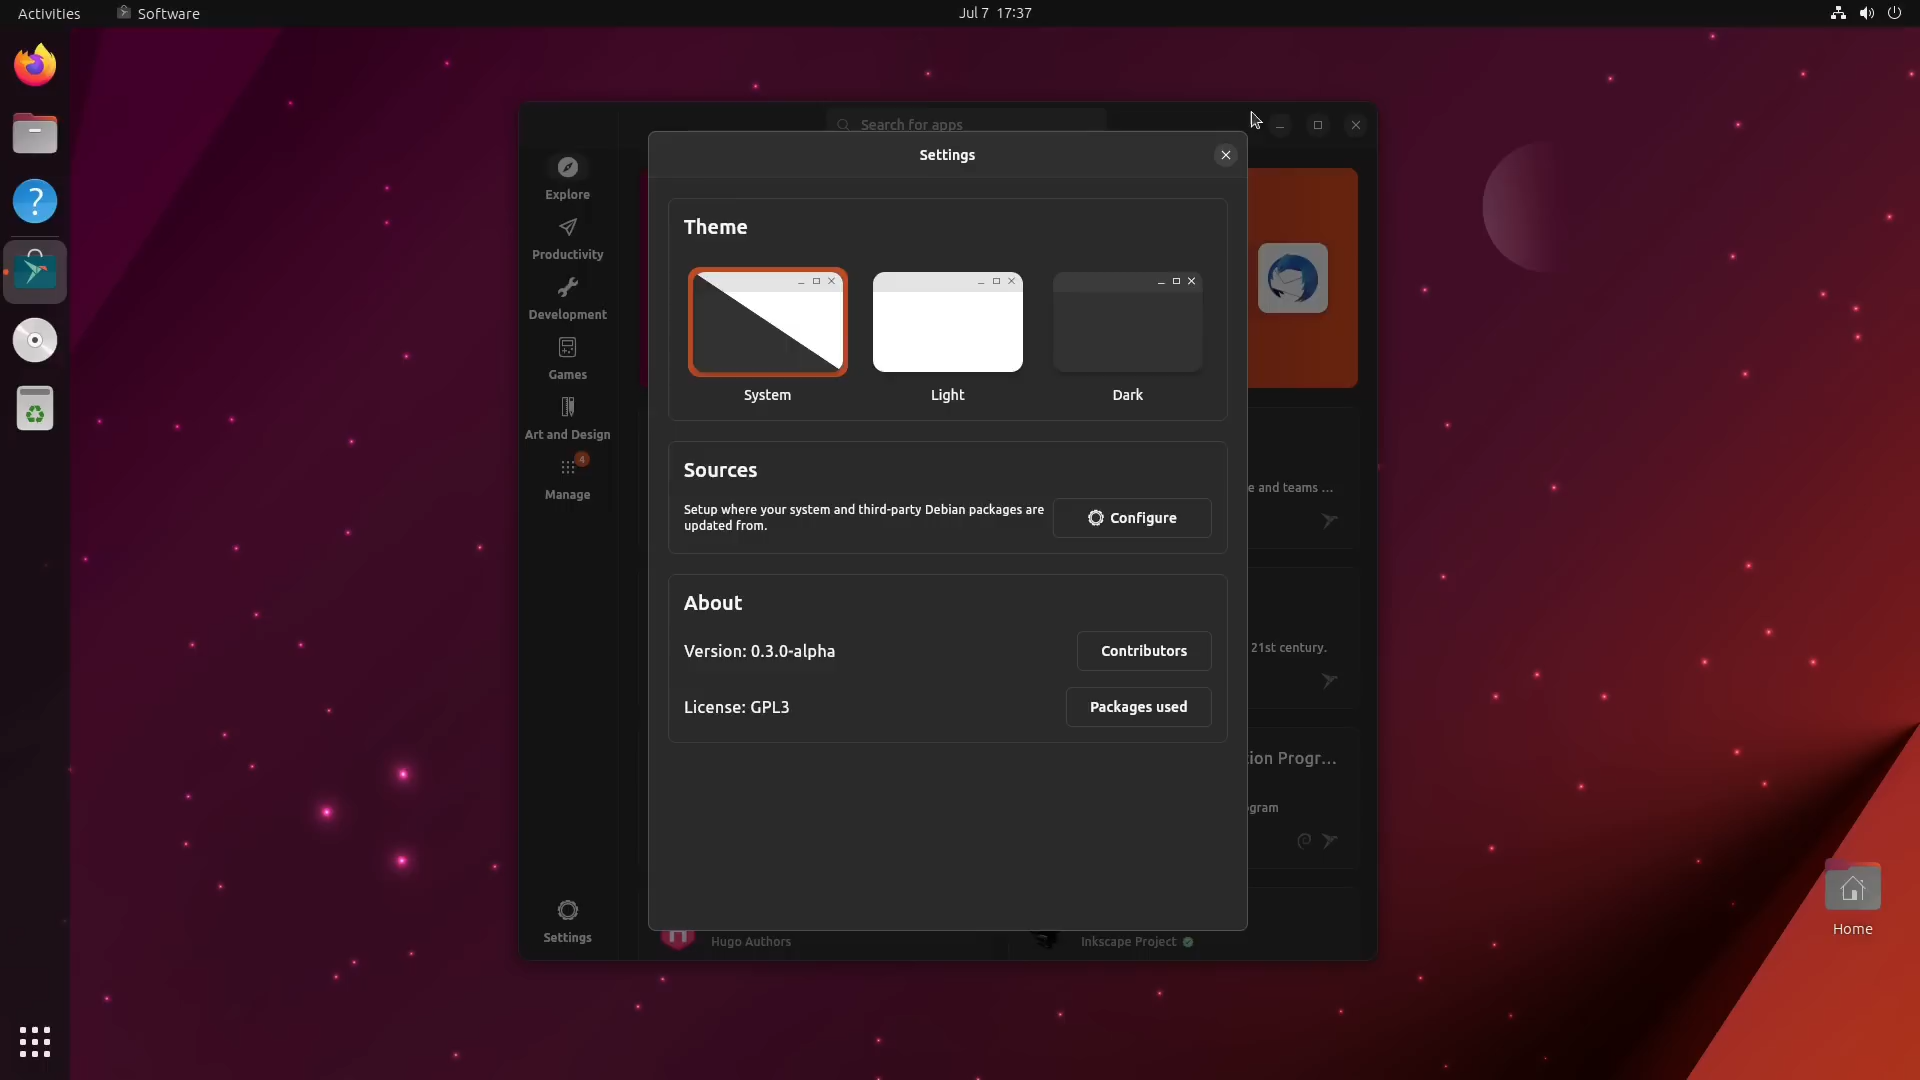 Activities
Software
Jul 7 17:37
Search for apps
Explore
Productivity
Development
Games
Art and Design
4
Manage
Settings
Settings
Theme
System
Light
Dark
Sources
Setup where your system and third-party Debian packages are
updated from.
Configure
About
Version: 0.3.0-alpha
Contributors
License: GPL3
Packages used
e and teams ...
21st century.
ion Progr...
gram
Hugo Authors
Inkscape Project
Home